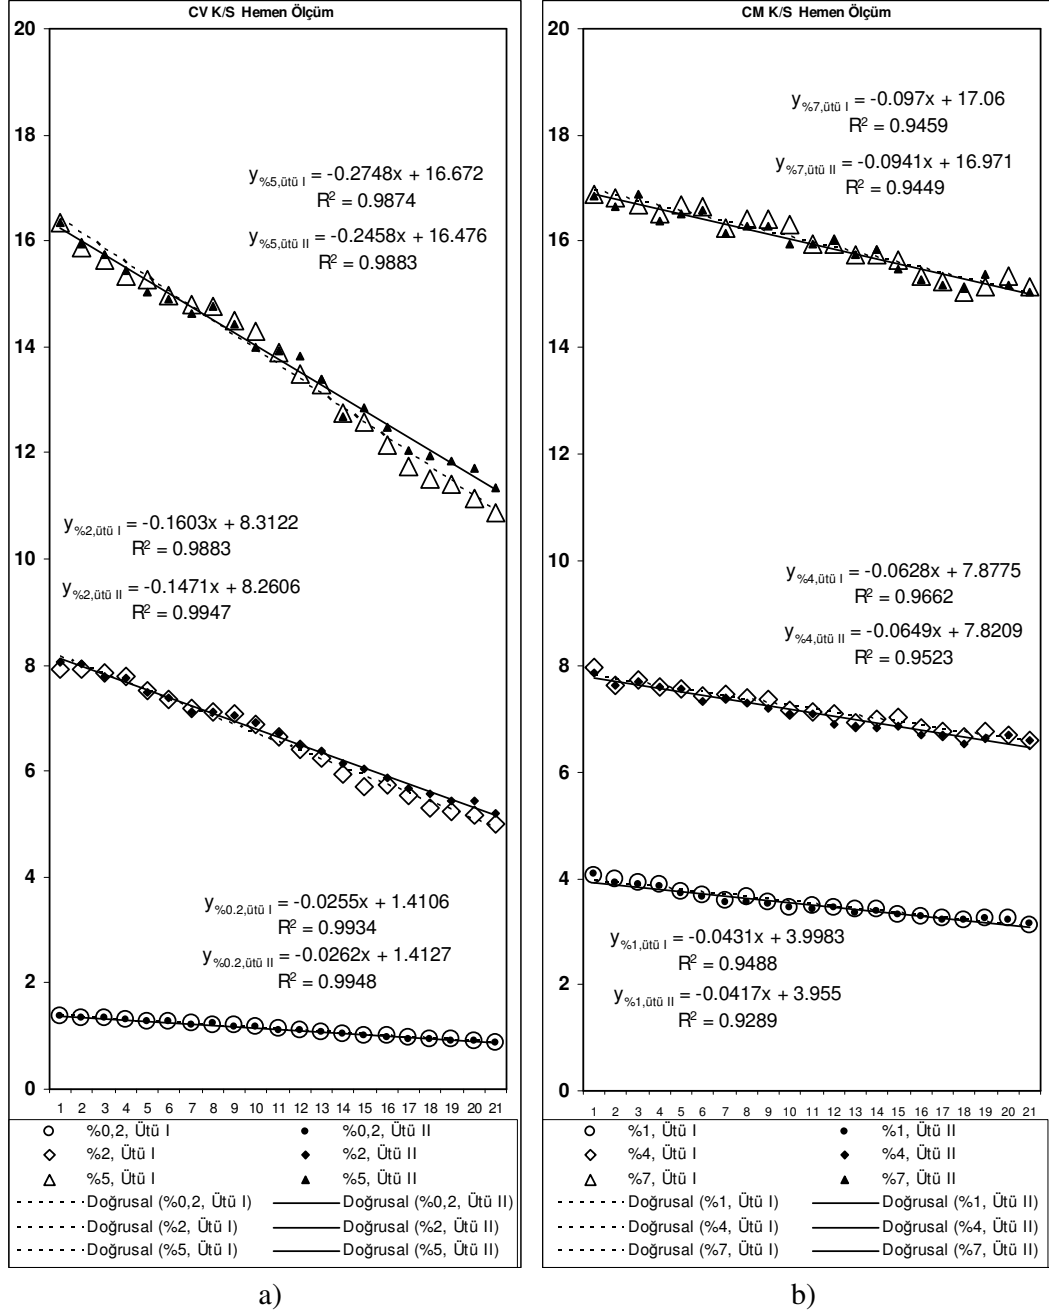 CV K/S Hemen Ölçüm
20
18
16
14
12
10
8
6
4
2
0
y%5,ütü I = -0.2748x + 16.672
R² = 0.9874
y%5,ütü II = -0.2458x + 16.476
R² = 0.9883
y%2,ütü I = -0.1603x + 8.3122
R² = 0.9883
y%2,ütü II = -0.1471x + 8.2606
R² = 0.9947
y%0.2,ütü I = -0.0255x + 1.4106
R² = 0.9934
y%0.2,ütü II = -0.0262x + 1.4127
R² = 0.9948
1 2 3 4 5 6 7 8 9 10 11 12 13 14 15 16 17 18 19 20 21
%0,2, Ütü I %0,2, Ütü II
%2, Ütü I %2, Ütü II
%5, Ütü I %5, Ütü II
Doğrusal (%0,2, Ütü I) Doğrusal (%0,2, Ütü II)
Doğrusal (%2, Ütü I) Doğrusal (%2, Ütü II)
Doğrusal (%5, Ütü I) Doğrusal (%5, Ütü II)
a)
CM K/S Hemen Ölçüm
20
18
16
14
12
10
8
6
4
2
0
y%7,ütü I = -0.097x + 17.06
R² = 0.9459
y%7,ütü II = -0.0941x + 16.971
R² = 0.9449
y%4,ütü I = -0.0628x + 7.8775
R² = 0.9662
y%4,ütü II = -0.0649x + 7.8209
R² = 0.9523
y%1,ütü I = -0.0431x + 3.9983
R² = 0.9488
y%1,ütü II = -0.0417x + 3.955
R² = 0.9289
1 2 3 4 5 6 7 8 9 10 11 12 13 14 15 16 17 18 19 20 21
%1, Ütü I %1, Ütü II
%4, Ütü I %4, Ütü II
%7, Ütü I %7, Ütü II
Doğrusal (%1, Ütü I) Doğrusal (%1, Ütü II)
Doğrusal (%4, Ütü I) Doğrusal (%4, Ütü II)
Doğrusal (%7, Ütü I) Doğrusal (%7, Ütü II)
b)